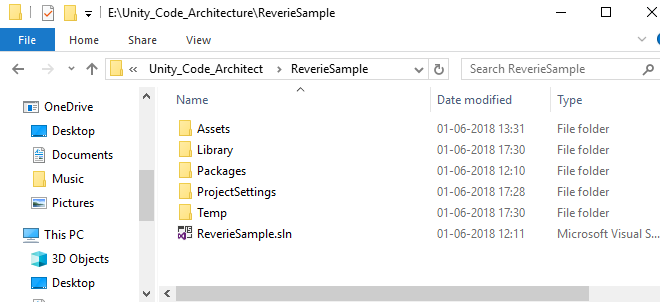 E:\Unity_Code_Architecture\ReverieSample
File Home Share View
« Unity_Code_Architect > ReverieSample
Search ReverieSample
OneDrive
Desktop
Documents
Music
Pictures
This PC
3D Objects
Desktop
Name Date modified Type
Assets 01-06-2018 13:31 File folder
Library 01-06-2018 17:30 File folder
Packages 01-06-2018 12:10 File folder
ProjectSettings 01-06-2018 17:28 File folder
Temp 01-06-2018 17:30 File folder
ReverieSample.sln 01-06-2018 12:11 Microsoft Visual S...